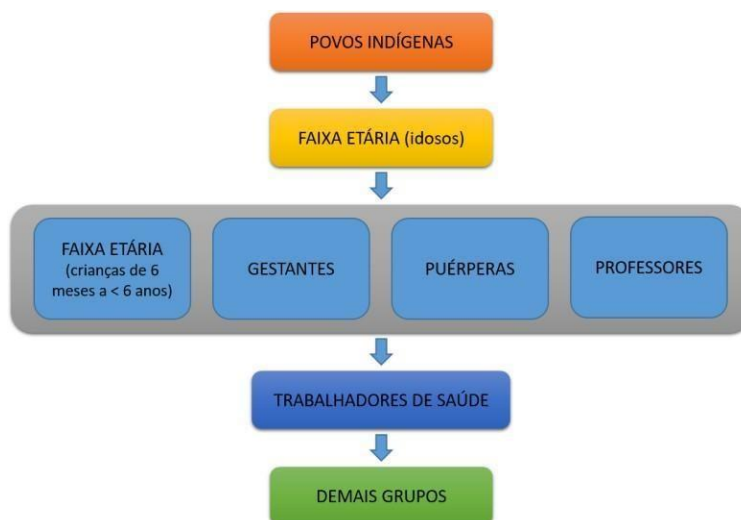 POVOS INDÍGENAS
FAIXA ETÁRIA (idosos)
FAIXA ETÁRIA
(crianças de 6
meses a < 6 anos)
GESTANTES
PUÉRPERAS
PROFESSORES
TRABALHADORES DE SAÚDE
DEMAIS GRUPOS